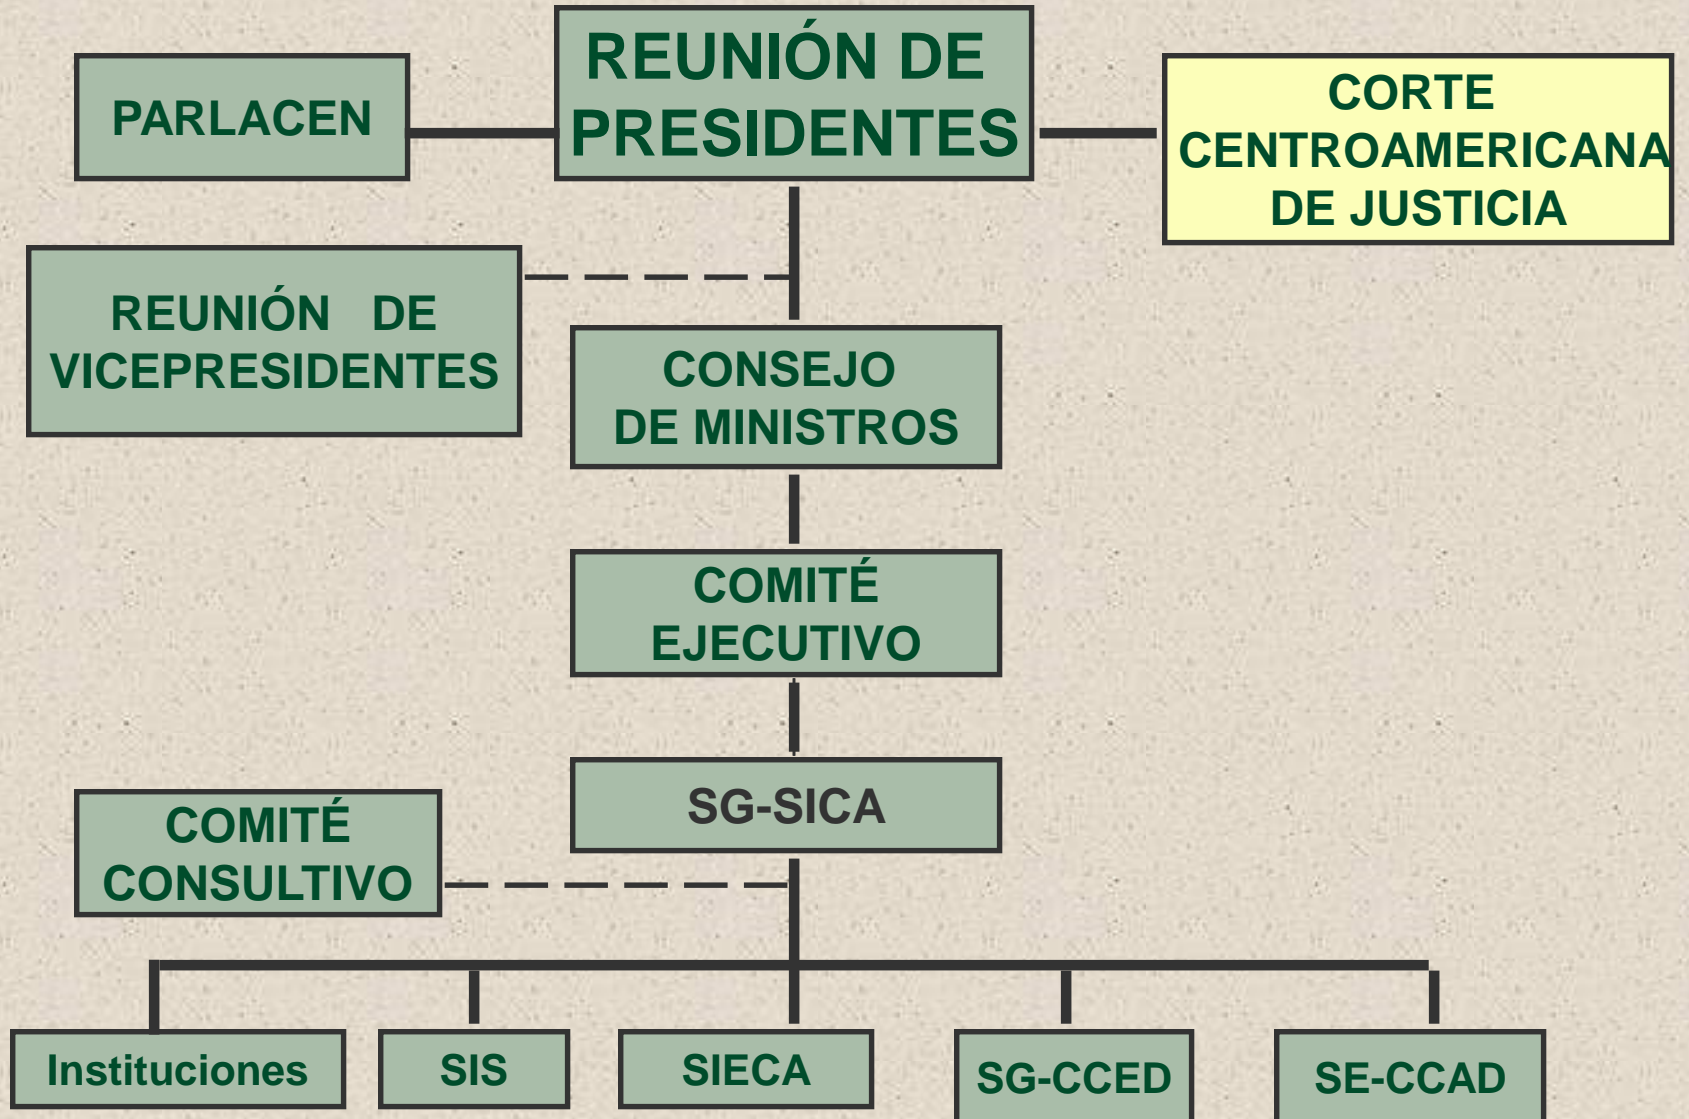 REUNIÓN DE
PRESIDENTES
PARLACEN
CORTE
CENTROAMERICANA
DE JUSTICIA
REUNIÓN DE
VICEPRESIDENTES
CONSEJO
DE MINISTROS
COMITÉ
EJECUTIVO
SG-SICA
COMITÉ
CONSULTIVO
Instituciones
SIS
SIECA
SG-CCED
SE-CCAD